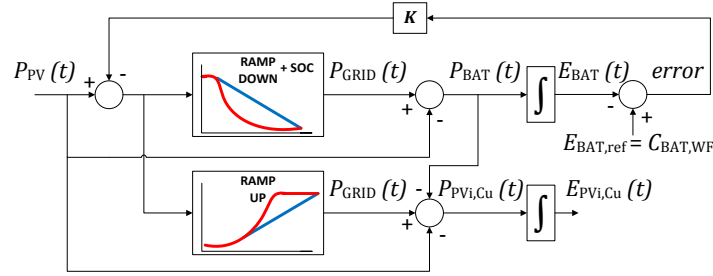 K
P_PV (t)
+
-
RAMP + SOC
DOWN
P_GRID (t)
+
-
P_BAT (t)
∫
E_BAT (t)
-
+
error
E_BAT,ref = C_BAT,WF
RAMP
UP
P_GRID (t)
-
+
-
P_PVi,Cu (t)
∫
E_PVi,Cu (t)